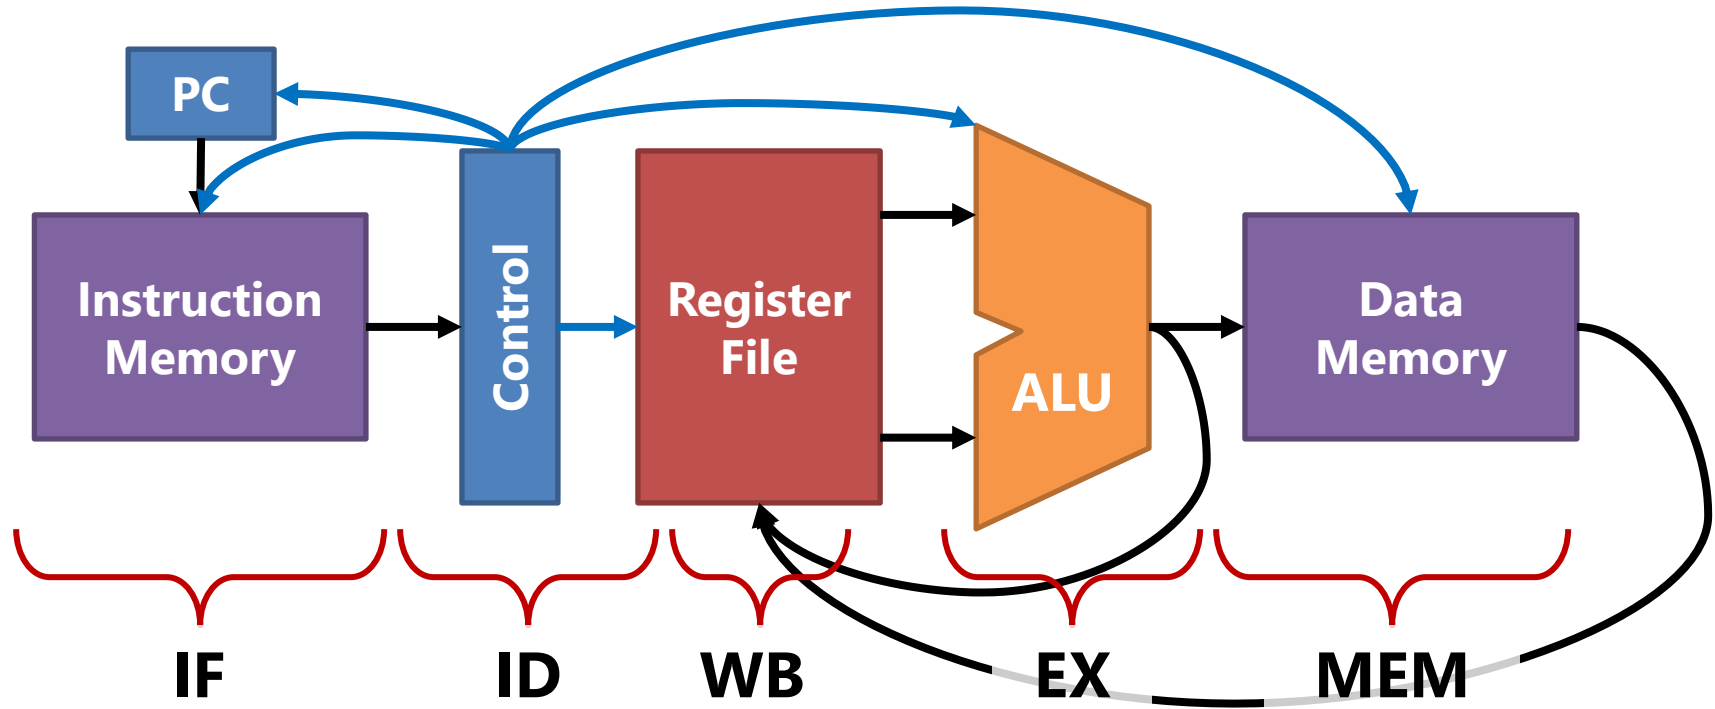 PC
Instruction
Memory
Control
Register
File
ALU
Data
Memory
IF
ID
WB
EX
MEM